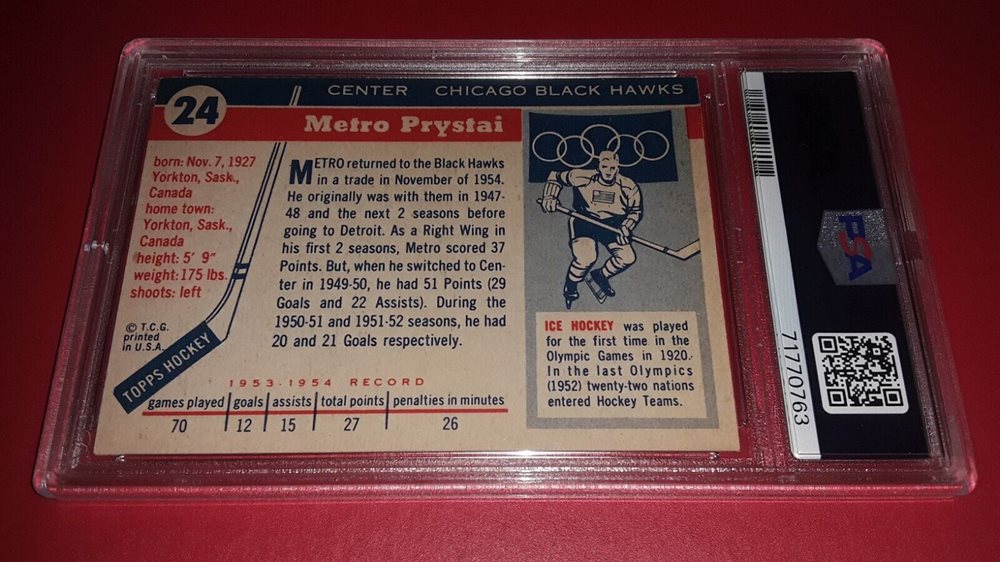 24
CENTER CHICAGO BLACK HAWKS
Metro Prystai
born: Nov. 7, 1927
Yorkton, Sask.,
Canada
home town:
Yorkton, Sask.,
Canada
height: 5' 9"
weight: 175 lbs.
shoots: left
© T.C.G.
printed
in U.S.A.
TOPPS HOCKEY
METRO returned to the Black Hawks
in a trade in November of 1954.
He originally was with them in 1947-
48 and the next 2 seasons before
going to Detroit. As a Right Wing in
his first 2 seasons, Metro scored 37
Points. But, when he switched to Cen-
ter in 1949-50, he had 51 Points (29
Goals and 22 Assists). During the
1950-51 and 1951-52 seasons, he had
20 and 21 Goals respectively.
ICE HOCKEY was played
for the first time in the
Olympic Games in 1920.
In the last Olympics
(1952) twenty-two nations
entered Hockey Teams.
1953-1954 RECORD
games played goals assists total points penalties in minutes
70 12 15 27 26
PSA
71770763